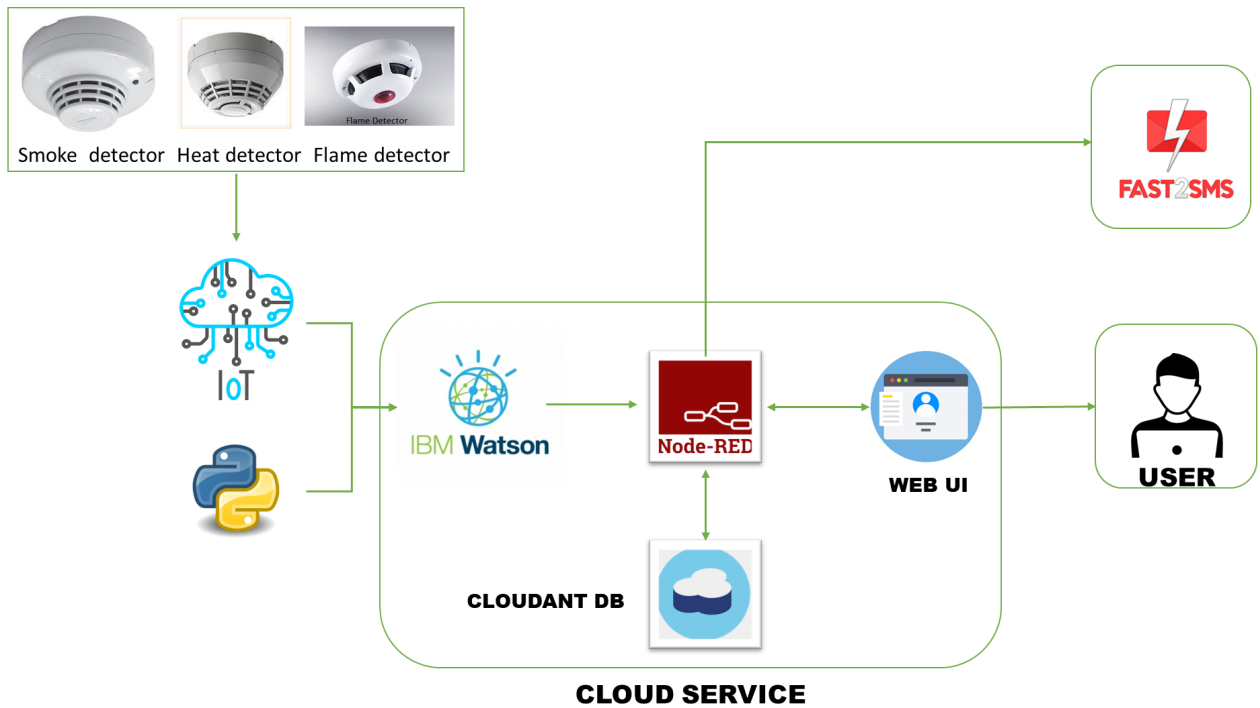 Flame Detector
Smoke detector
Heat detector
Flame detector
FAST2SMS
IoT
IBM Watson
Node-RED
WEB UI
USER
CLOUDANT DB
CLOUD SERVICE